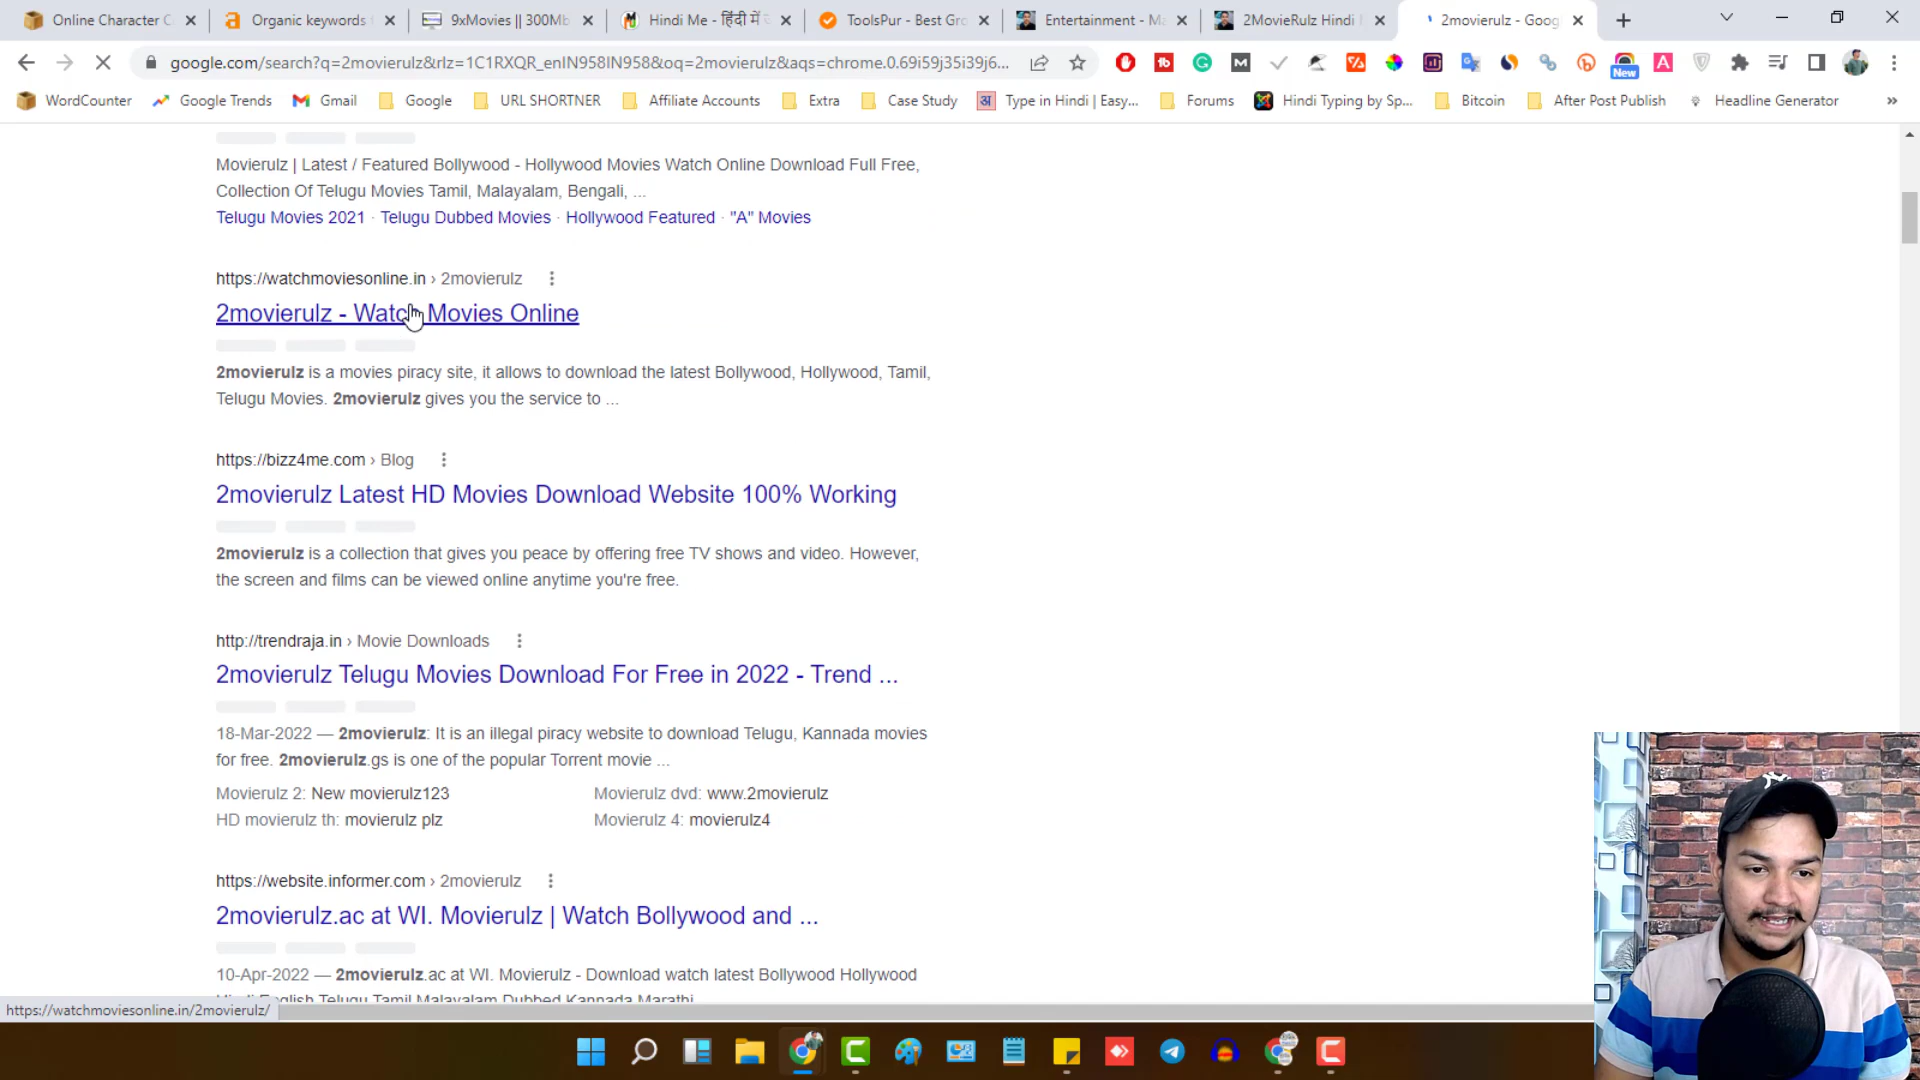 Online Character C
Organic keywords
9xMovies || 300Mb
Hindi Me - हिंदी में
ToolsPur - Best Gro
Entertainment - Ma
2MovieRulz Hindi
2movierulz - Goog
google.com/search?q=2movierulz&rlz=1C1RXQR_enIN958IN958&oq=2movierulz&aqs=chrome.0.69i59j35i39j6...
New
WordCounter
Google Trends
Gmail
Google
URL SHORTNER
Affiliate Accounts
Extra
Case Study
Type in Hindi | Easy...
Forums
Hindi Typing by Sp...
Bitcoin
After Post Publish
Headline Generator
»
Movierulz | Latest / Featured Bollywood - Hollywood Movies Watch Online Download Full Free,
Collection Of Telugu Movies Tamil, Malayalam, Bengali, ...
Telugu Movies 2021 · Telugu Dubbed Movies · Hollywood Featured · "A" Movies
https://watchmoviesonline.in › 2movierulz
2movierulz - Watch Movies Online
2movierulz is a movies piracy site, it allows to download the latest Bollywood, Hollywood, Tamil,
Telugu Movies. 2movierulz gives you the service to ...
https://bizz4me.com › Blog
2movierulz Latest HD Movies Download Website 100% Working
2movierulz is a collection that gives you peace by offering free TV shows and video. However,
the screen and films can be viewed online anytime you're free.
http://trendraja.in › Movie Downloads
2movierulz Telugu Movies Download For Free in 2022 - Trend ...
18-Mar-2022 — 2movierulz: It is an illegal piracy website to download Telugu, Kannada movies
for free. 2movierulz.gs is one of the popular Torrent movie ...
Movierulz 2: New movierulz123
Movierulz dvd: www.2movierulz
HD movierulz th: movierulz plz
Movierulz 4: movierulz4
https://website.informer.com › 2movierulz
2movierulz.ac at WI. Movierulz | Watch Bollywood and ...
10-Apr-2022 — 2movierulz.ac at WI. Movierulz - Download watch latest Bollywood Hollywood
Hindi English Telugu Tamil Malayalam Dubbed Kannada Marathi
https://watchmoviesonline.in/2movierulz/